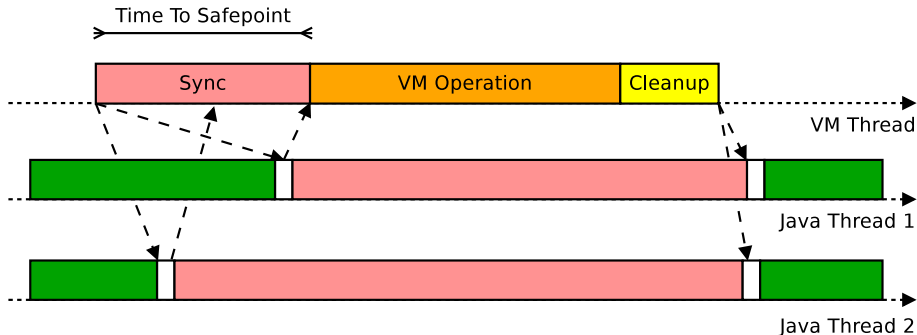 Time To Safepoint
Sync
VM Operation
Cleanup
VM Thread
Java Thread 1
Java Thread 2